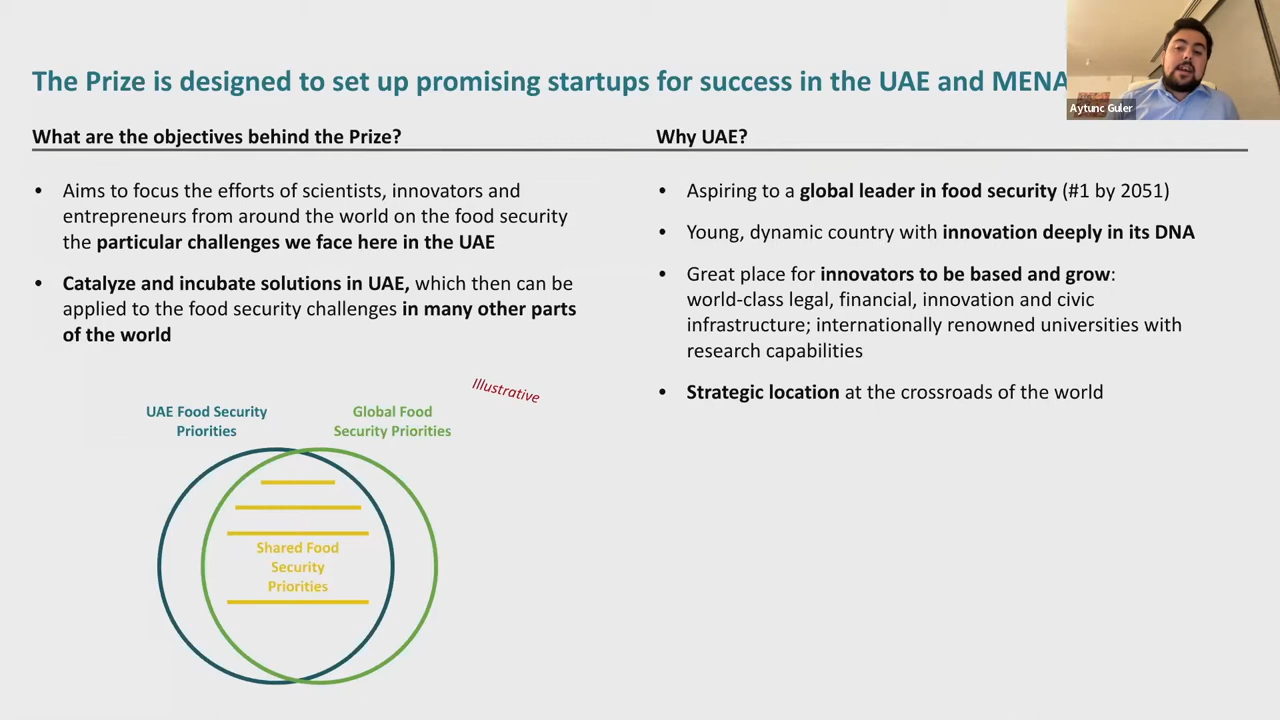 The Prize is designed to set up promising startups for success in the UAE and MENA
Aytunc Guler
What are the objectives behind the Prize?
• Aims to focus the efforts of scientists, innovators and
entrepreneurs from around the world on the food security
the particular challenges we face here in the UAE
• Catalyze and incubate solutions in UAE, which then can be
applied to the food security challenges in many other parts
of the world
Illustrative
UAE Food Security
Priorities
Global Food
Security Priorities
Shared Food
Security
Priorities
Why UAE?
• Aspiring to a global leader in food security (#1 by 2051)
• Young, dynamic country with innovation deeply in its DNA
• Great place for innovators to be based and grow:
world-class legal, financial, innovation and civic
infrastructure; internationally renowned universities with
research capabilities
• Strategic location at the crossroads of the world